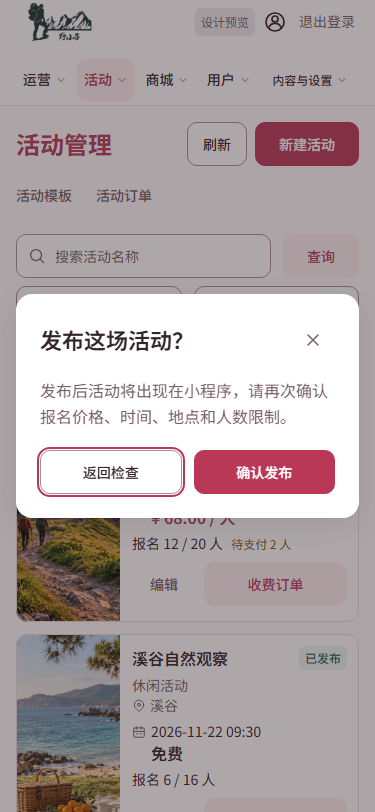 设计预览
退出登录
运营
活动
商城
用户
内容与设置
活动管理
刷新
新建活动
活动模板
活动订单
搜索活动名称
查询
发布这场活动？
发布后活动将出现在小程序，请再次确认
报名价格、时间、地点和人数限制。
返回检查
确认发布
¥ 68.00 / 人
报名 12 / 20 人 待支付 2 人
编辑
收费订单
溪谷自然观察
已发布
休闲活动
溪谷
2026-11-22 09:30
免费
报名 6 / 16 人